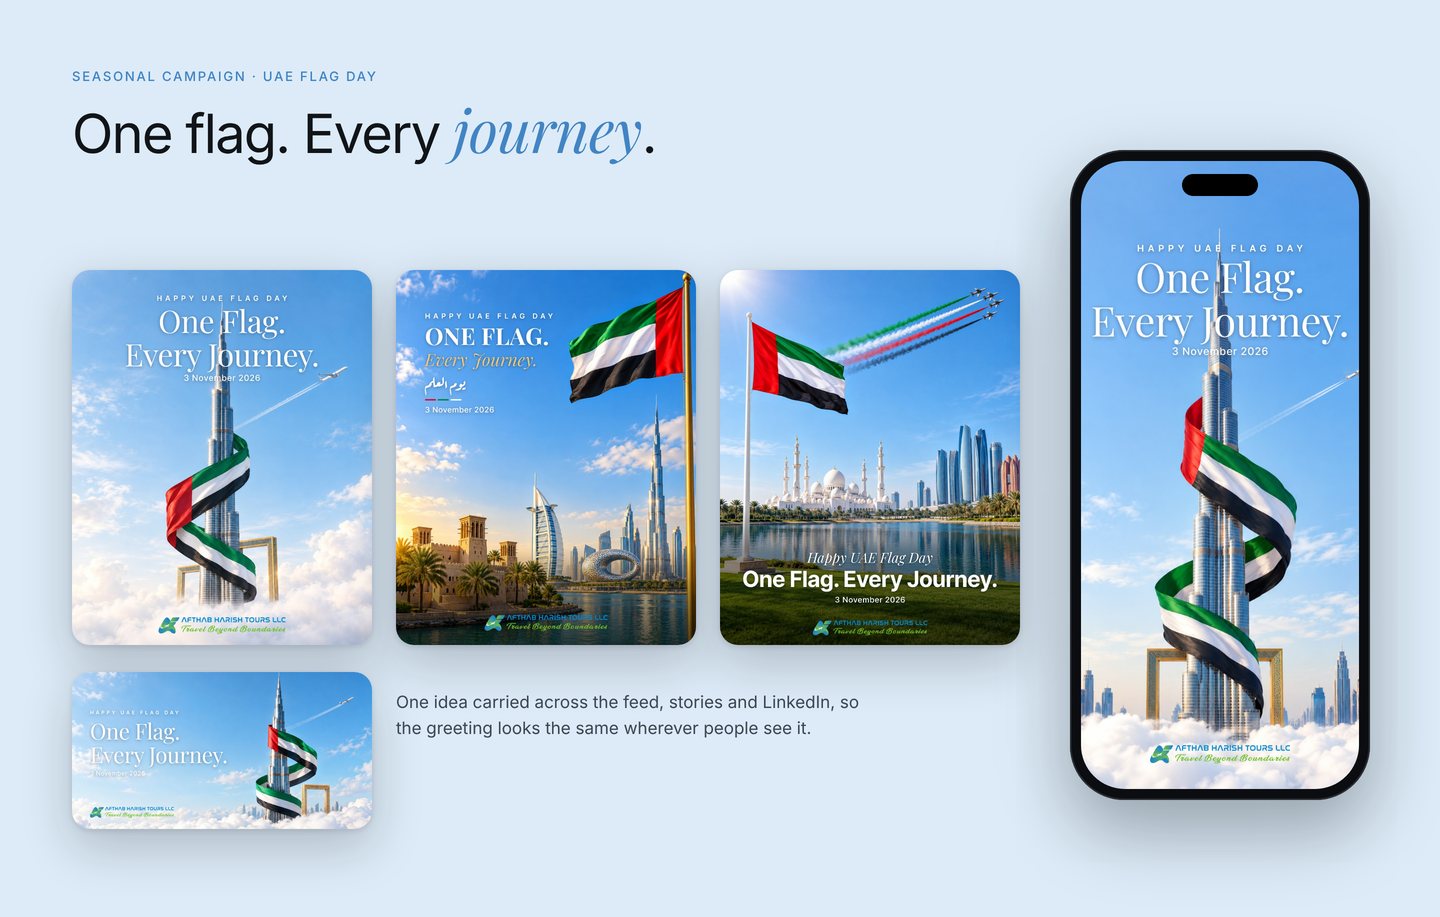 SEASONAL CAMPAIGN · UAE FLAG DAY
One flag. Every journey.
HAPPY UAE FLAG DAY
One Flag.
Every Journey.
3 November 2026
AFTHAB HARISH TOURS LLC
Travel Beyond Boundaries
HAPPY UAE FLAG DAY
ONE FLAG.
Every Journey.
يوم العلم
3 November 2026
AFTHAB HARISH TOURS LLC
Travel Beyond Boundaries
Happy UAE Flag Day
One Flag. Every Journey.
3 November 2026
AFTHAB HARISH TOURS LLC
Travel Beyond Boundaries
HAPPY UAE FLAG DAY
One Flag.
Every Journey.
3 November 2026
AFTHAB HARISH TOURS LLC
Travel Beyond Boundaries
One idea carried across the feed, stories and LinkedIn, so
the greeting looks the same wherever people see it.
HAPPY UAE FLAG DAY
One Flag.
Every Journey.
3 November 2026
AFTHAB HARISH TOURS LLC
Travel Beyond Boundaries